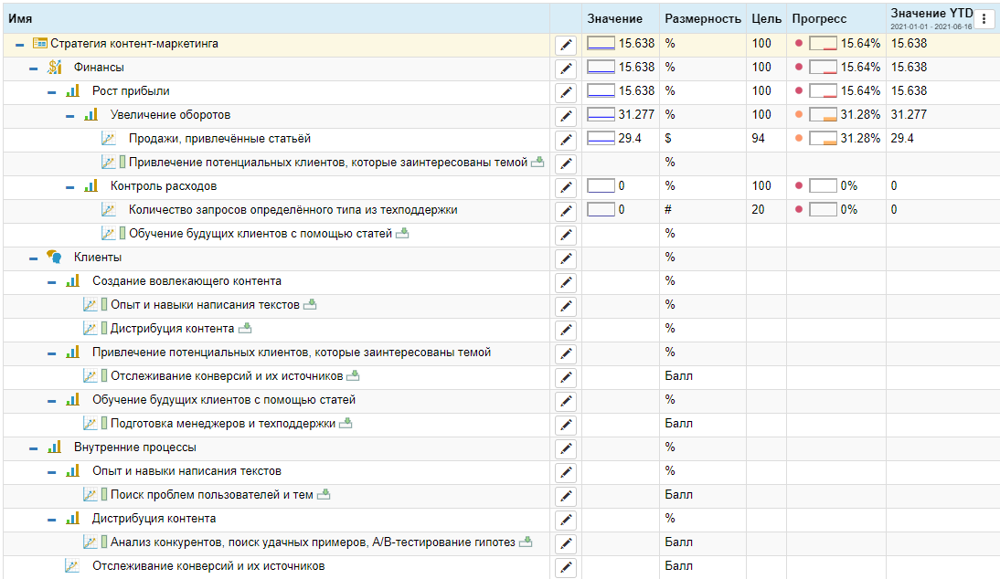 Имя Значение Размерность Цель Прогресс Значение YTD
2021-01-01 - 2021-06-16
Стратегия контент-маркетинга 15.638 % 100 15.64% 15.638
Финансы 15.638 % 100 15.64% 15.638
Рост прибыли 15.638 % 100 15.64% 15.638
Увеличение оборотов 31.277 % 100 31.28% 31.277
Продажи, привлечённые статьёй 29.4 $ 94 31.28% 29.4
Привлечение потенциальных клиентов, которые заинтересованы темой %
Контроль расходов 0 % 100 0% 0
Количество запросов определённого типа из техподдержки 0 # 20 0% 0
Обучение будущих клиентов с помощью статей %
Клиенты %
Создание вовлекающего контента %
Опыт и навыки написания текстов %
Дистрибуция контента %
Привлечение потенциальных клиентов, которые заинтересованы темой %
Отслеживание конверсий и их источников Балл
Обучение будущих клиентов с помощью статей %
Подготовка менеджеров и техподдержки Балл
Внутренние процессы %
Опыт и навыки написания текстов %
Поиск проблем пользователей и тем Балл
Дистрибуция контента %
Анализ конкурентов, поиск удачных примеров, A/B-тестирование гипотез Балл
Отслеживание конверсий и их источников Балл